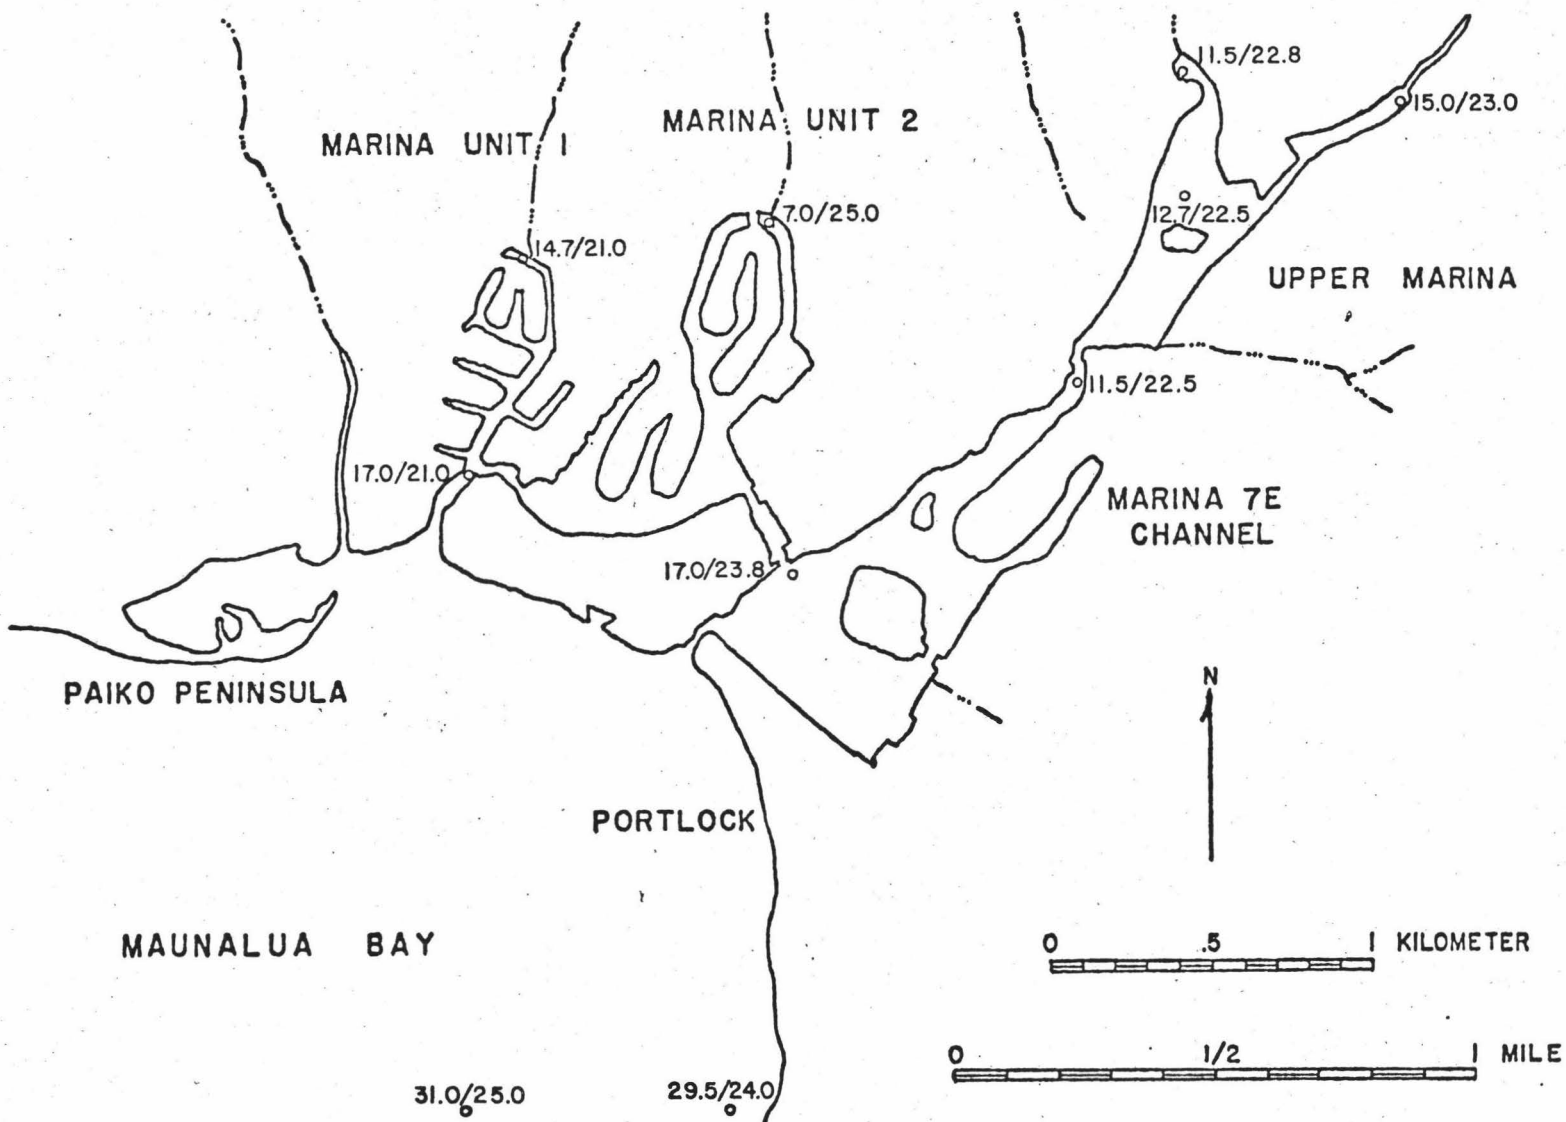 11.5/22.8
15.0/23.0
MARINA UNIT 1
MARINA UNIT 2
7.0/25.0
12.7/22.5
14.7/21.0
UPPER MARINA
11.5/22.5
17.0/21.0
MARINA 7E
CHANNEL
17.0/23.8
PAIKO PENINSULA
N
PORTLOCK
MAUNALUA BAY
0 .5 1 KILOMETER
0 1/2 1 MILE
31.0/25.0
29.5/24.0